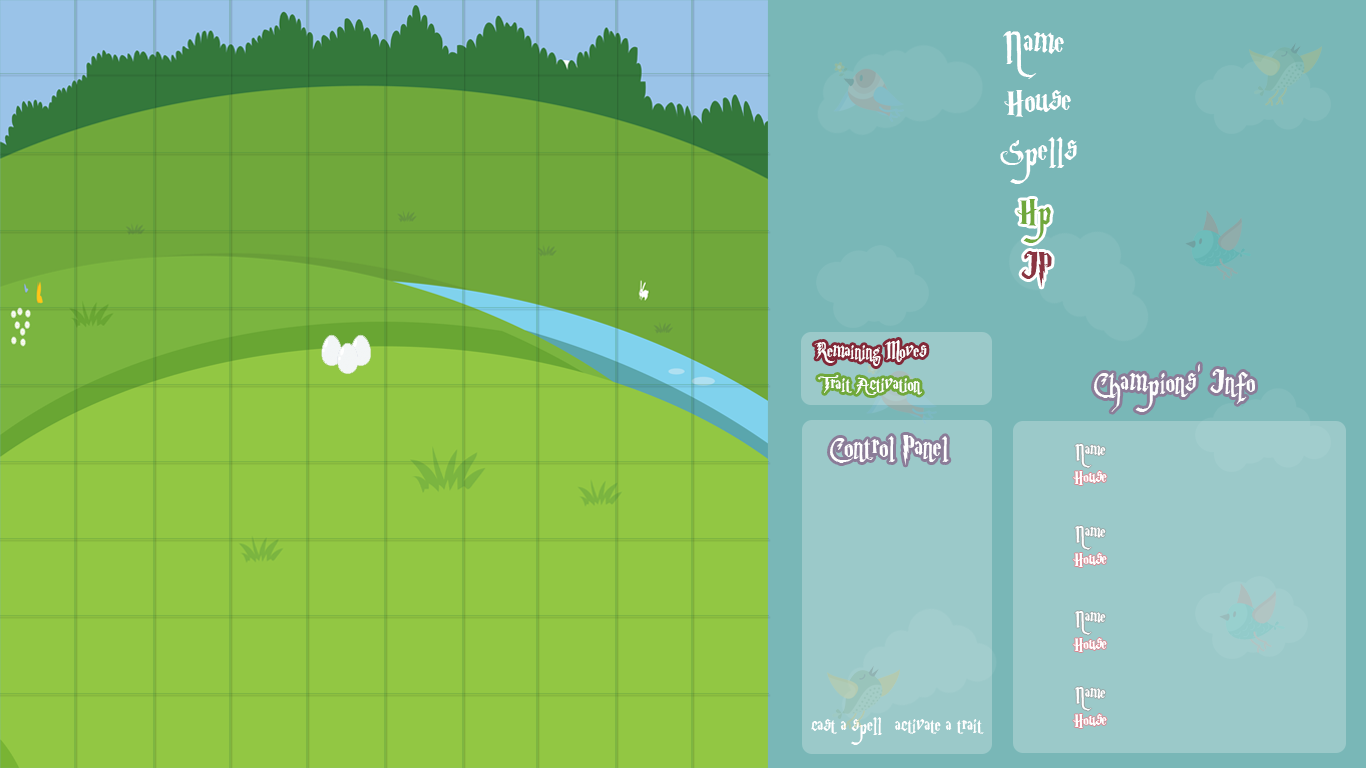 Name
House
Spells
Hp
IP
Remaining Moves
Trait Activation
Control Panel
cast a spell activate a trait
Champions' Info
Name
House
Name
House
Name
House
Name
House